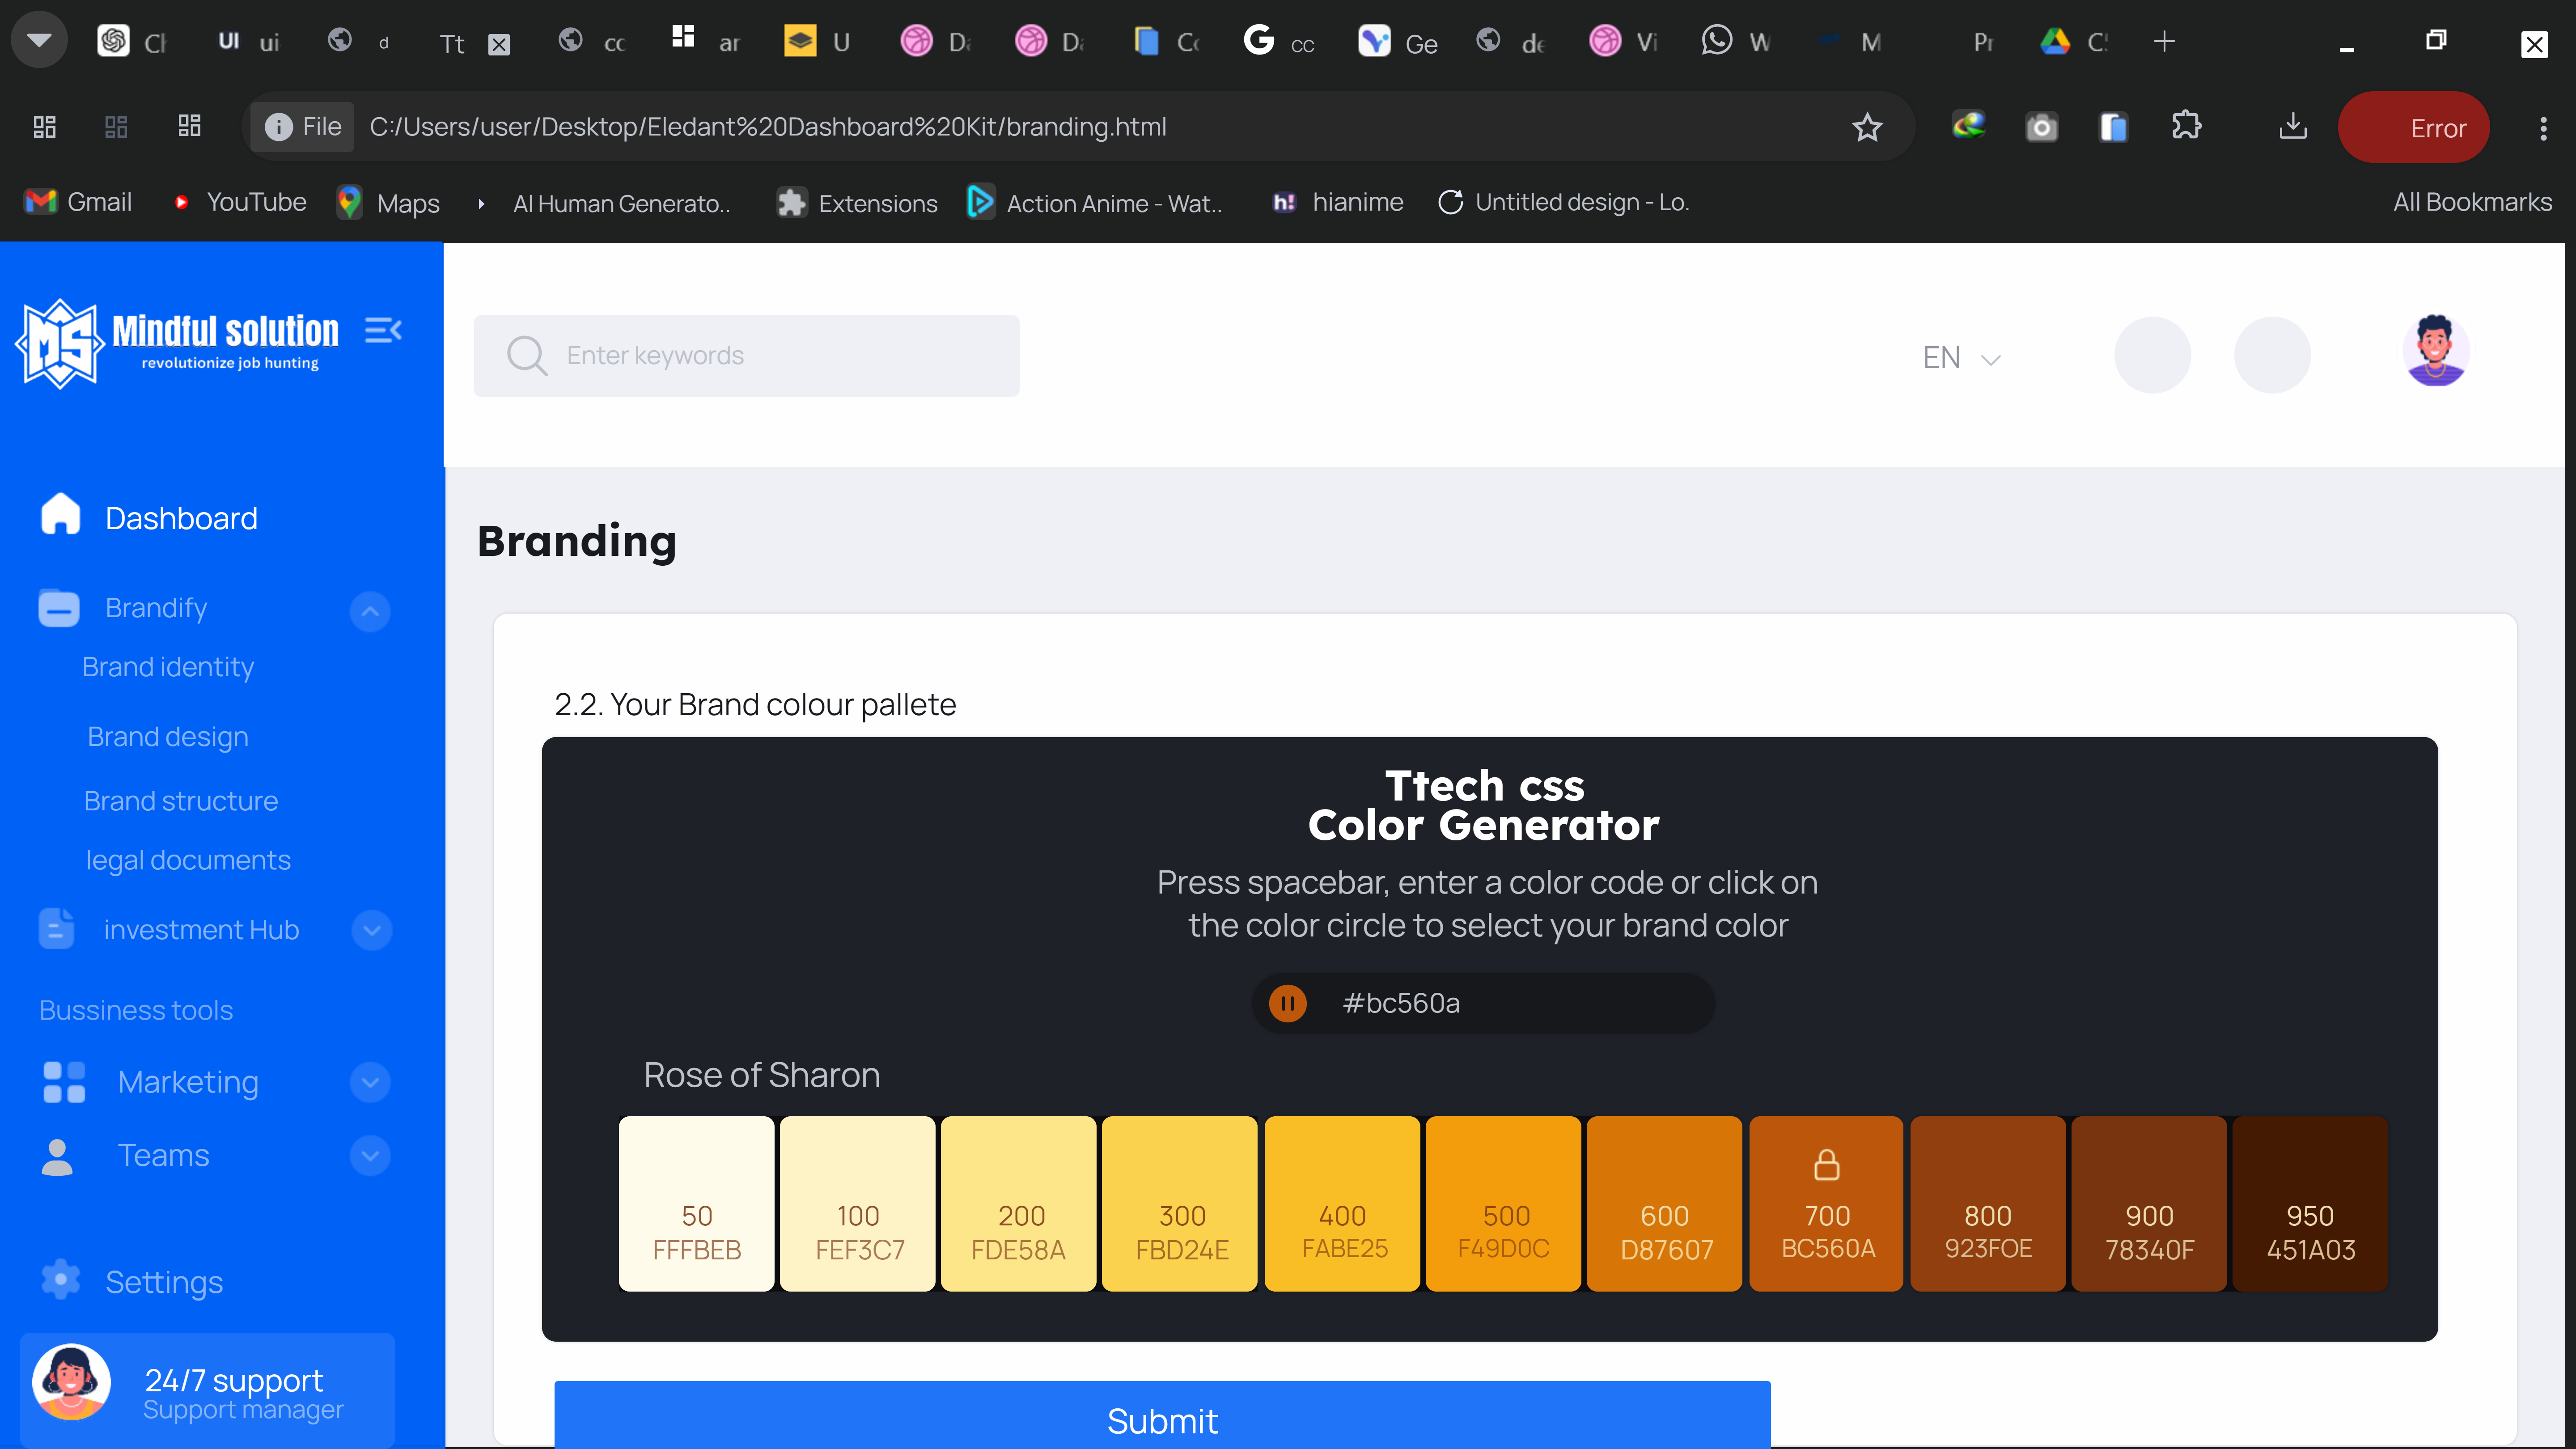 UI ui
d
Tt
cc
ar
U
Da
Da
Co
G cc
Ge
de
Vi
W
M
Pr
File C:/Users/user/Desktop/Eledant%20Dashboard%20Kit/branding.html
Error
Gmail YouTube Maps AI Human Generato.. Extensions Action Anime - Wat.. h! hianime Untitled design - Lo. All Bookmarks
MS Mindful solution
revolutionize job hunting
Enter keywords
EN
Dashboard
Brandify
Brand identity
Brand design
Brand structure
legal documents
investment Hub
Bussiness tools
Marketing
Teams
Settings
24/7 support
Support manager
Branding
2.2. Your Brand colour pallete
Ttech css
Color Generator
Press spacebar, enter a color code or click on
the color circle to select your brand color
#bc560a
Rose of Sharon
50 100 200 300 400 500 600 700 800 900 950
FFFBEB FEF3C7 FDE58A FBD24E FABE25 F49D0C D87607 BC560A 923FOE 78340F 451A03
Submit